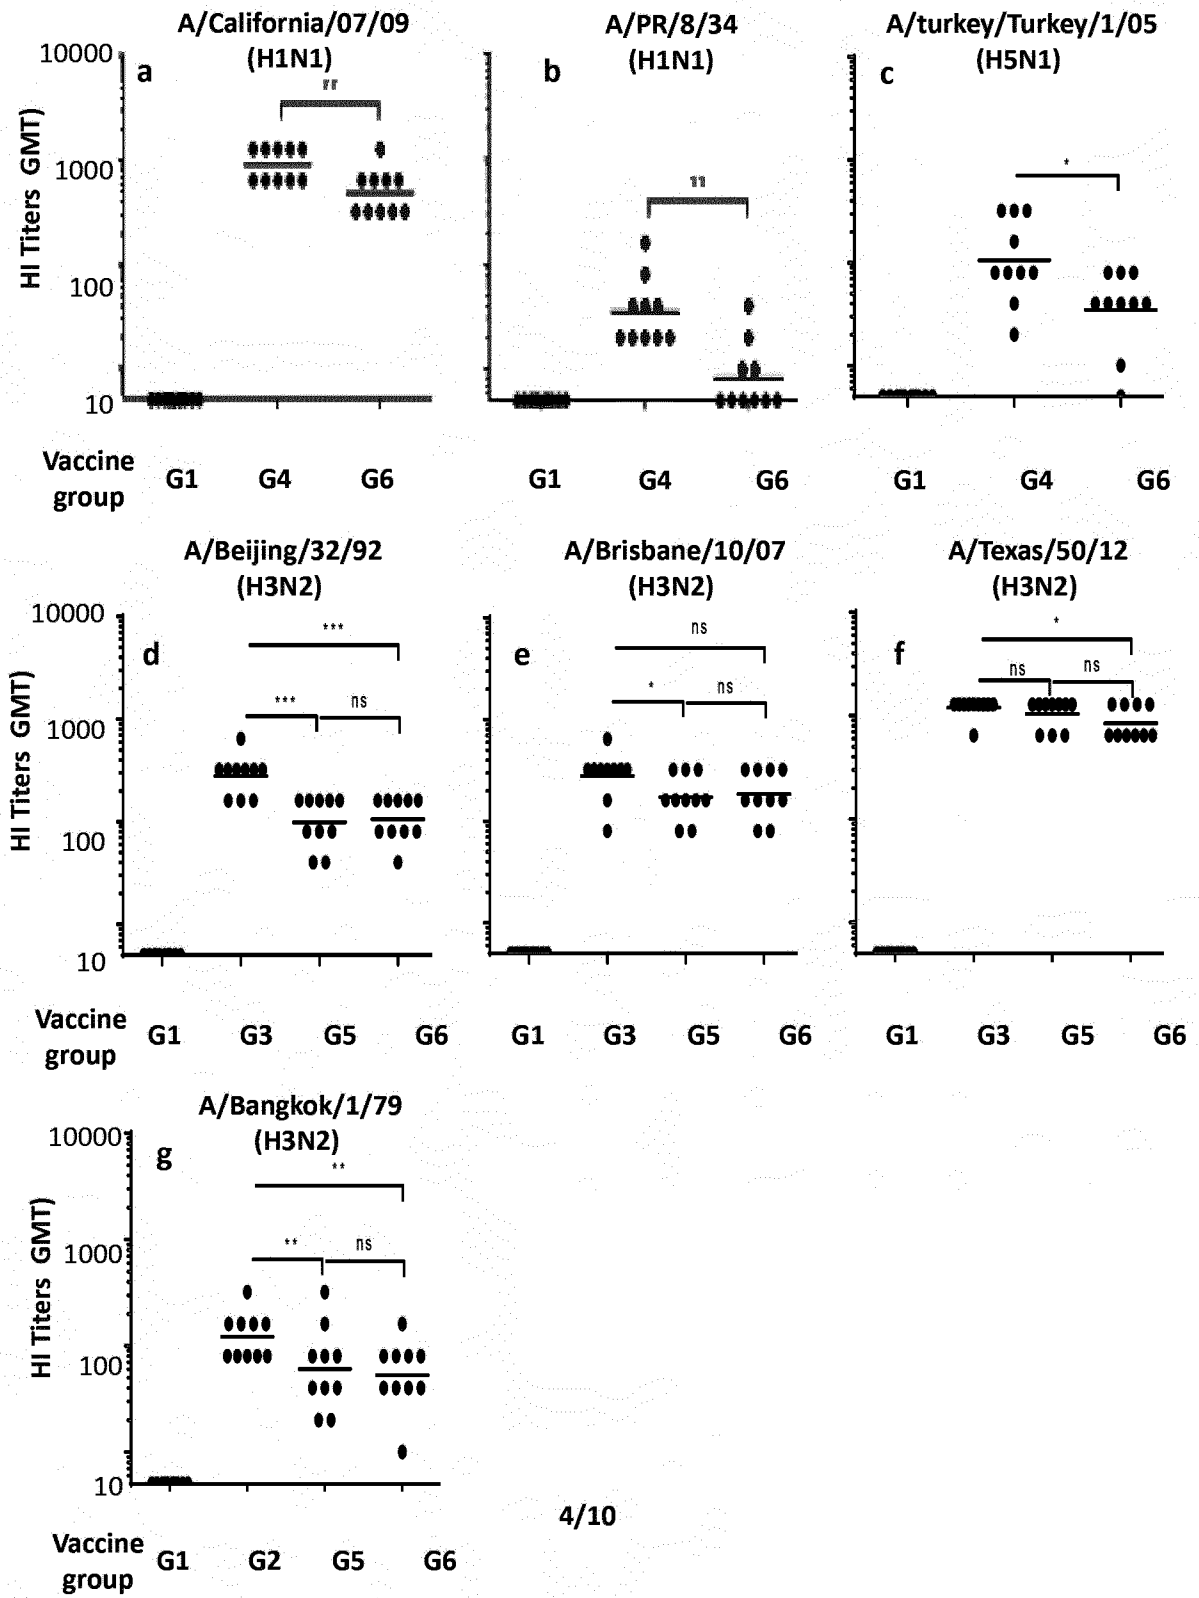 A/California/07/09
(H1N1)
A/PR/8/34
(H1N1)
A/turkey/Turkey/1/05
(H5N1)
a
b
c
HI Titers GMT)
10000
1000
100
10
*
Vaccine
group
G1
G4
G6
G1
G4
G6
G1
G4
G6
A/Beijing/32/92
(H3N2)
A/Brisbane/10/07
(H3N2)
A/Texas/50/12
(H3N2)
d
e
f
HI Titers GMT)
10000
1000
100
10
***
***
ns
ns
*
ns
*
ns
ns
Vaccine
group
G1
G3
G5
G6
G1
G3
G5
G6
G1
G3
G5
G6
A/Bangkok/1/79
(H3N2)
g
HI Titers GMT)
10000
1000
100
10
**
**
ns
4/10
Vaccine
group
G1
G2
G5
G6